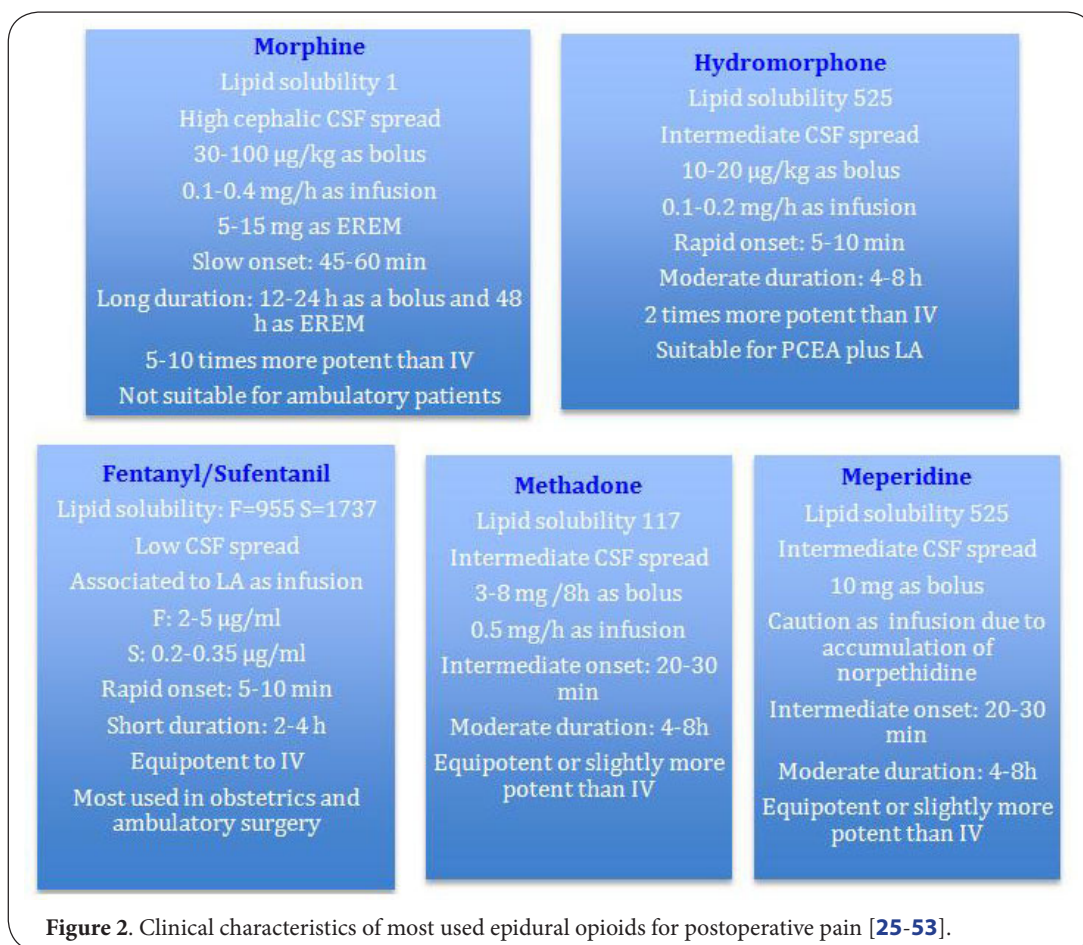 Morphine
Lipid solubility 1
High cephalic CSF spread
30-100 µg/kg as bolus
0.1-0.4 mg/h as infusion
5-15 mg as EREM
Slow onset: 45-60 min
Long duration: 12-24 h as a bolus and 48
h as EREM
5-10 times more potent than IV
Not suitable for ambulatory patients
Hydromorphone
Lipid solubility 525
Intermediate CSF spread
10-20 µg/kg as bolus
0.1-0.2 mg/h as infusion
Rapid onset: 5-10 min
Moderate duration: 4-8 h
2 times more potent than IV
Suitable for PCEA plus LA
Fentanyl/Sufentanil
Lipid solubility: F=955 S=1737
Low CSF spread
Associated to LA as infusion
F: 2-5 µg/ml
S: 0.2-0.35 µg/ml
Rapid onset: 5-10 min
Short duration: 2-4 h
Equipotent to IV
Most used in obstetrics and
ambulatory surgery
Methadone
Lipid solubility 117
Intermediate CSF spread
3-8 mg /8h as bolus
0.5 mg/h as infusion
Intermediate onset: 20-30
min
Moderate duration: 4-8h
Equipotent or slightly more
potent than IV
Meperidine
Lipid solubility 525
Intermediate CSF spread
10 mg as bolus
Caution as infusion due to
accumulation of
norpethidine
Intermediate onset: 20-30
min
Moderate duration: 4-8h
Equipotent or slightly more
potent than IV
Figure 2. Clinical characteristics of most used epidural opioids for postoperative pain [25-53].